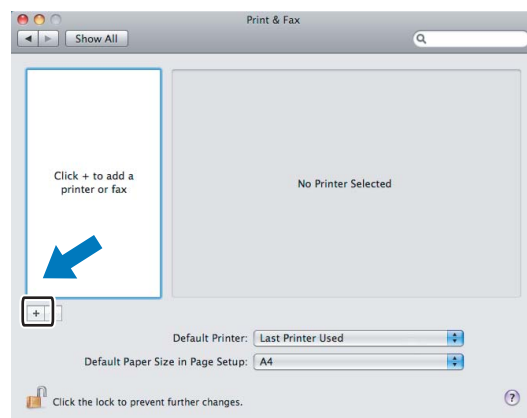 Print & Fax
Show All
Click + to add a
printer or fax
No Printer Selected
+
Default Printer: Last Printer Used
Default Paper Size in Page Setup: A4
Click the lock to prevent further changes.
?